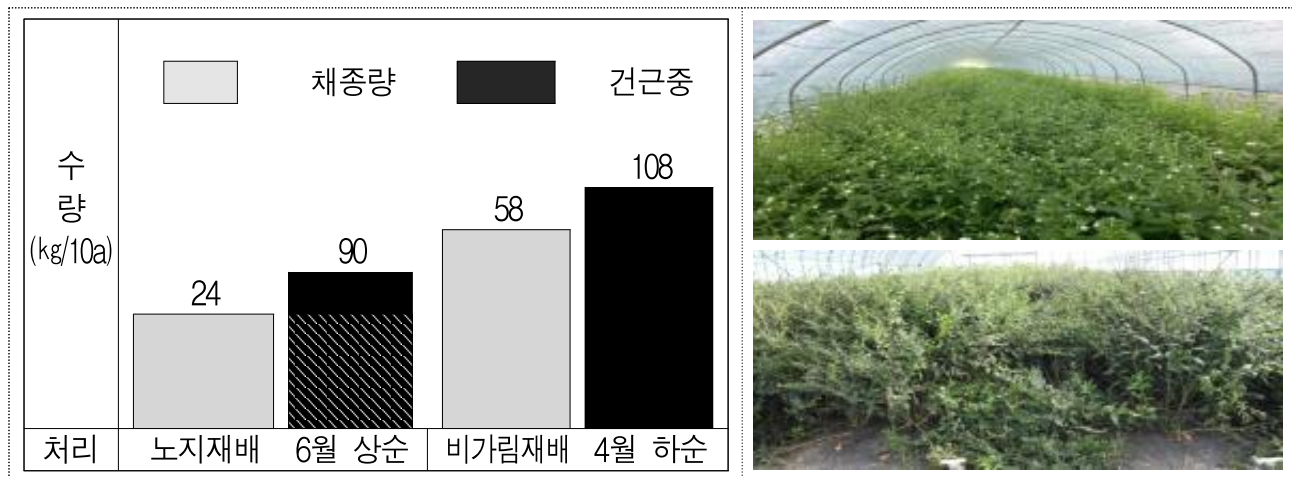 채종량 건근중
수
량
(kg/10a)
24
90
58
108
처리 노지재배 6월 상순 비가림재배 4월 하순